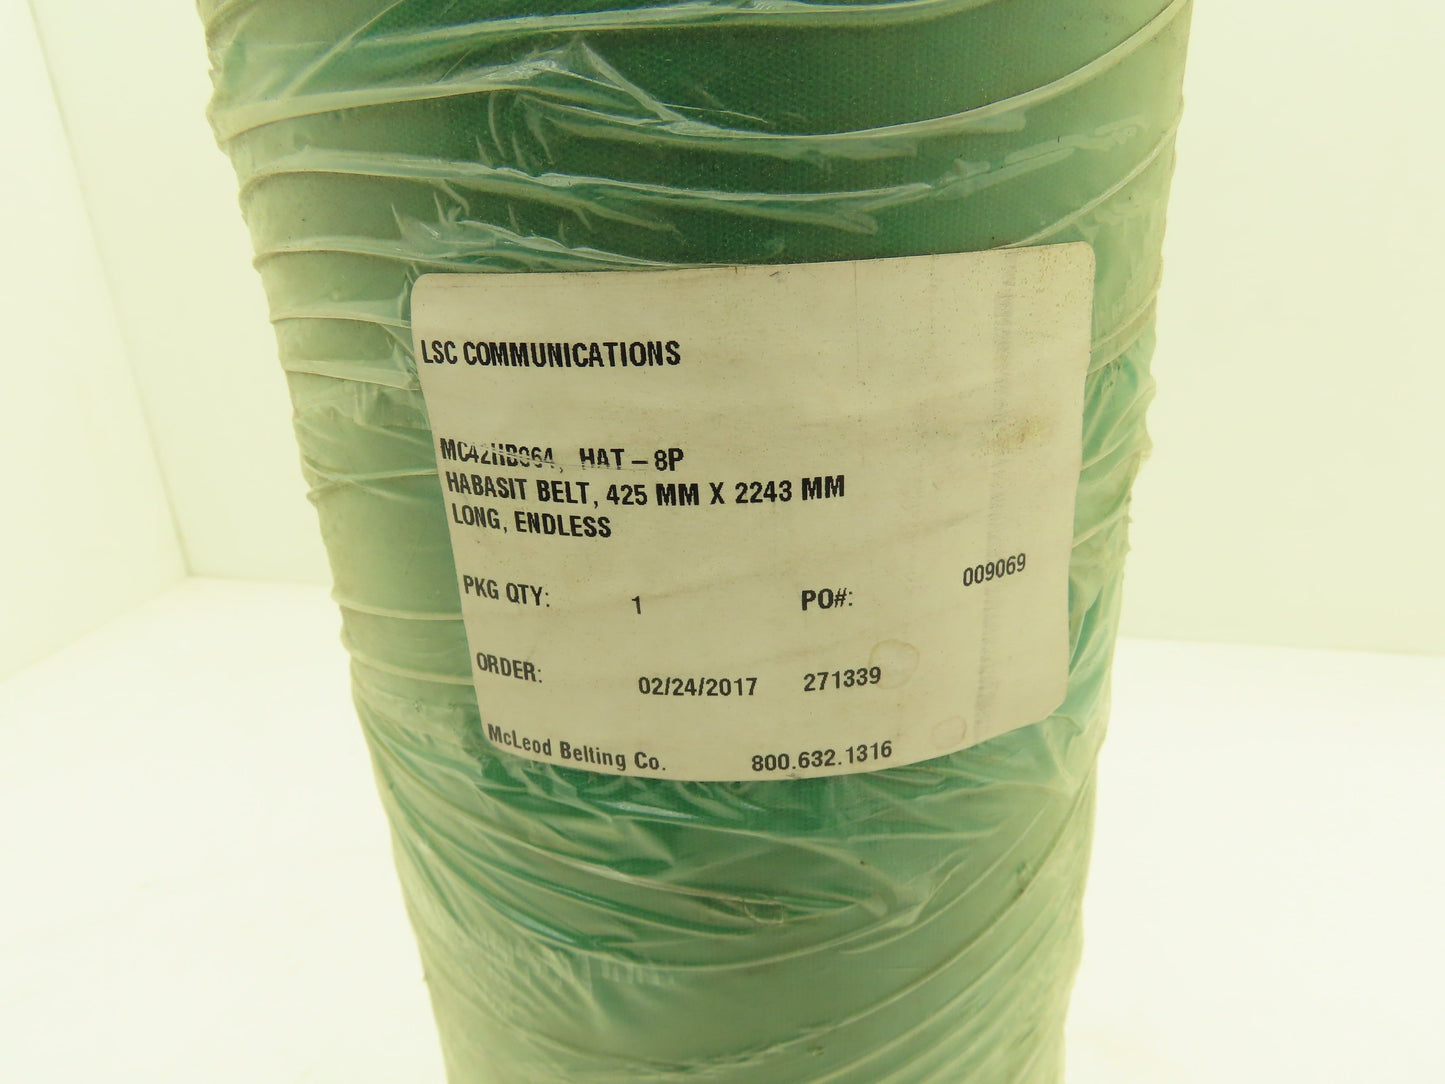 LSC COMMUNICATIONS
MC42HB064, HAT – 8P
HABASIT BELT, 425 MM X 2243 MM
LONG, ENDLESS
PKG QTY: 1 PO#: 009069
ORDER: 02/24/2017 271339
McLeod Belting Co. 800.632.1316